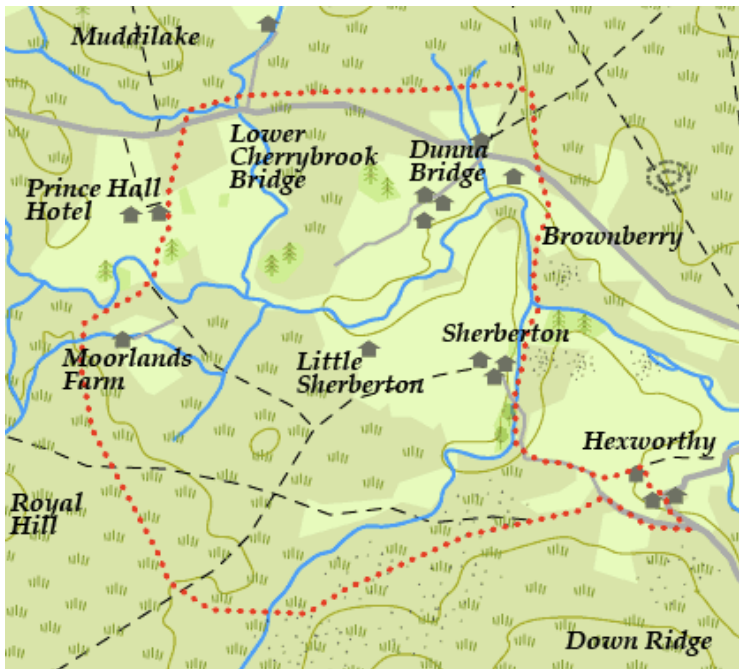 Muddilake
Lower
Cherrybrook
Bridge
Dunna
Bridge
Prince Hall
Hotel
Brownberry
Moorlands
Farm
Little
Sherberton
Sherberton
Hexworthy
Royal
Hill
Down Ridge